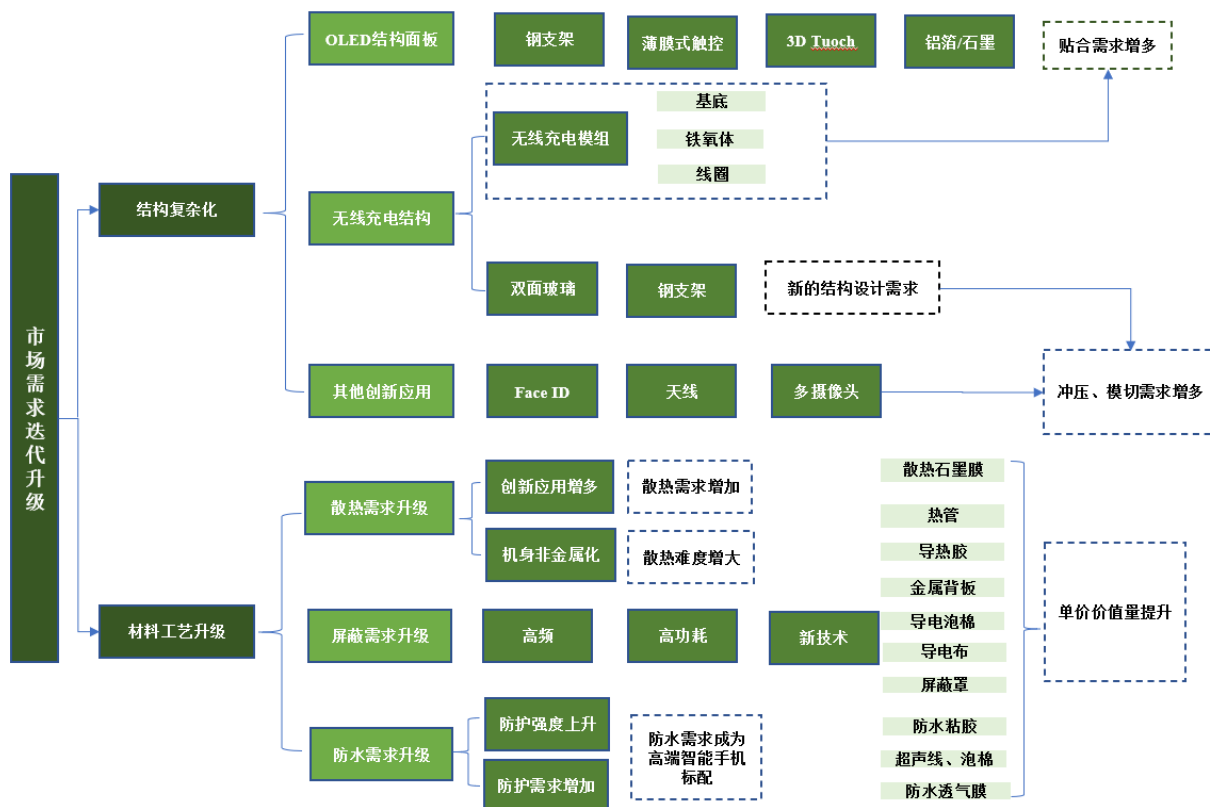 市场需求迭代升级
结构复杂化
OLED结构面板
钢支架
薄膜式触控
3D Tuoch
铝箔/石墨
贴合需求增多
无线充电结构
无线充电模组
基底
铁氧体
线圈
双面玻璃
钢支架
新的结构设计需求
其他创新应用
Face ID
天线
多摄像头
冲压、模切需求增多
材料工艺升级
散热需求升级
创新应用增多
散热需求增加
机身非金属化
散热难度增大
屏蔽需求升级
高频
高功耗
新技术
防水需求升级
防护强度上升
防护需求增加
防水需求成为
高端智能手机
标配
散热石墨膜
热管
导热胶
金属背板
导电泡棉
导电布
屏蔽罩
防水粘胶
超声线、泡棉
防水透气膜
单价价值量提升